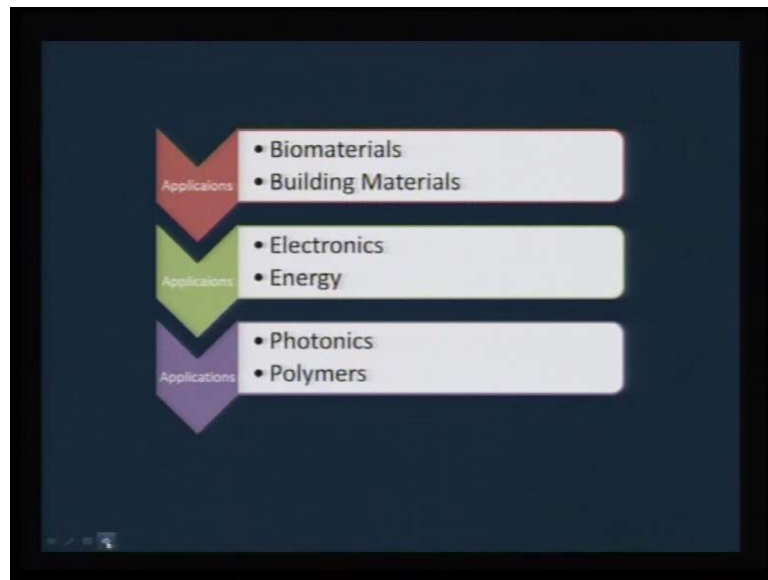 Applicaions
• Biomaterials
• Building Materials
Applicaions
• Electronics
• Energy
Applications
• Photonics
• Polymers